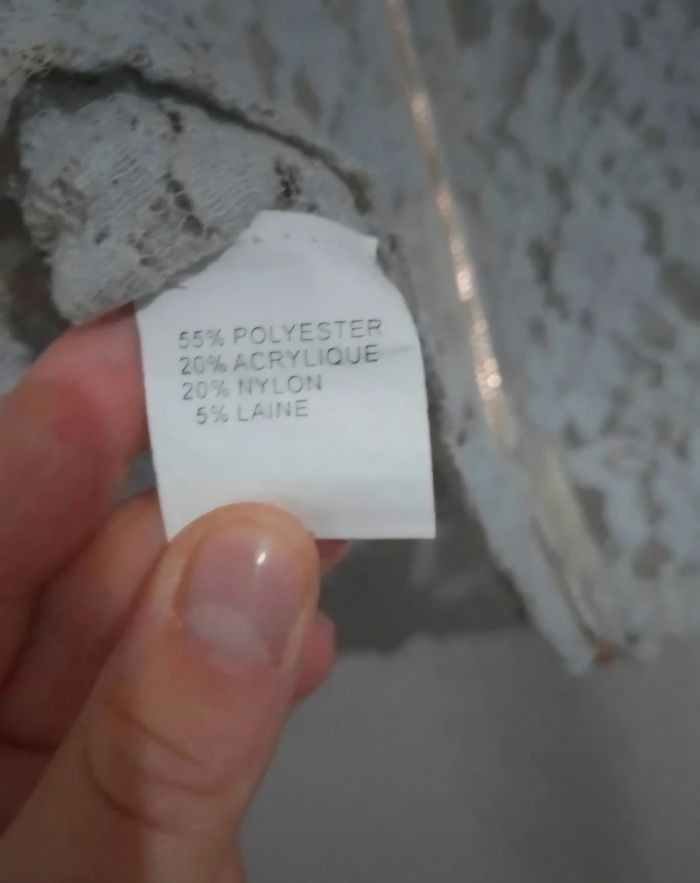 55% POLYESTER
20% ACRYLIQUE
20% NYLON
5% LAINE